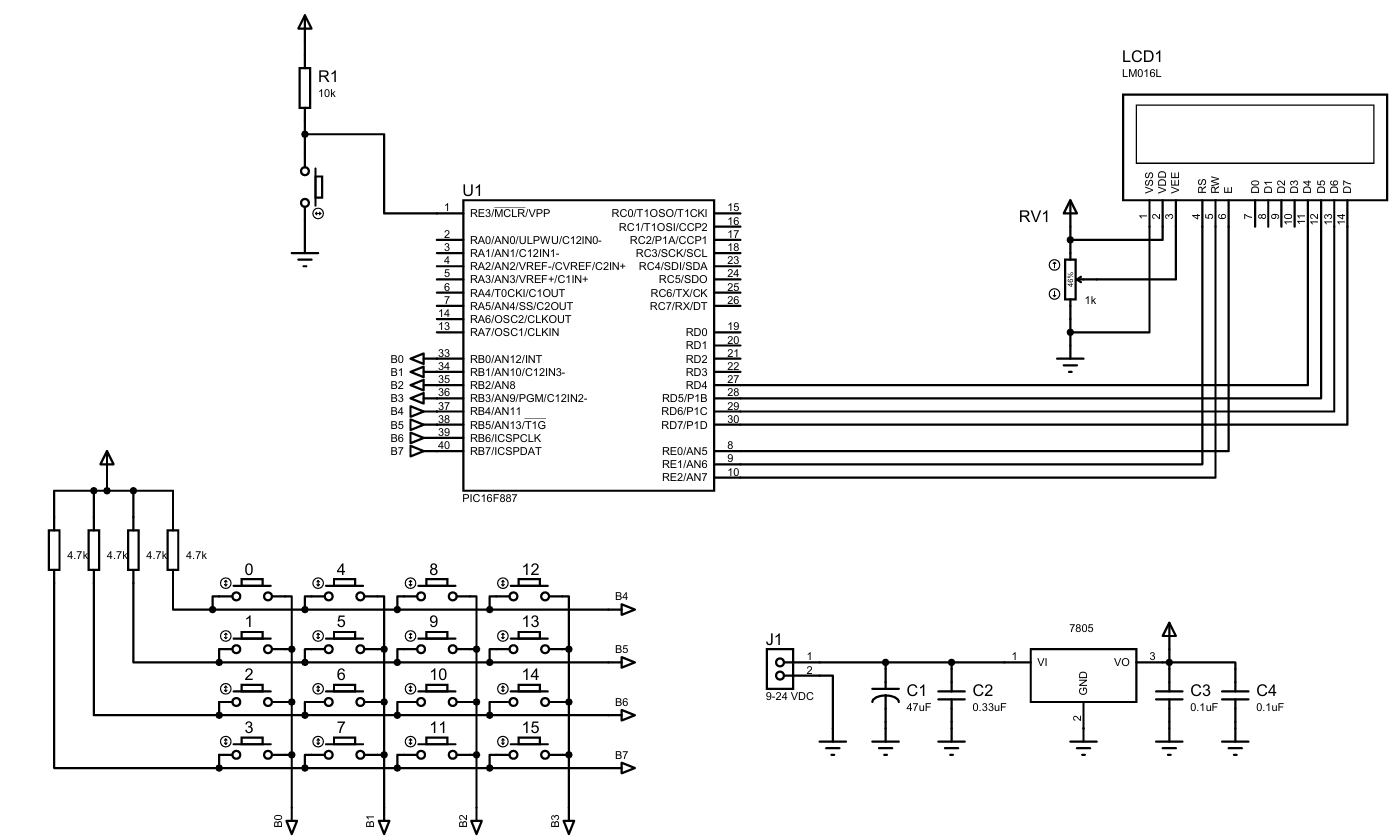 R1
10k
LCD1
LM016L
VSS VDD VEE RS RW E D0 D1 D2 D3 D4 D5 D6 D7
1 2 3 4 5 6 7 8 9 10 11 12 13 14
RV1
46%
1k
U1
1 RE3/MCLR/VPP RC0/T1OSO/T1CKI 15
RC1/T1OSI/CCP2 16
2 RA0/AN0/ULPWU/C12IN0- RC2/P1A/CCP1 17
3 RA1/AN1/C12IN1- RC3/SCK/SCL 18
4 RA2/AN2/VREF-/CVREF/C2IN+ RC4/SDI/SDA 23
5 RA3/AN3/VREF+/C1IN+ RC5/SDO 24
6 RA4/T0CKI/C1OUT RC6/TX/CK 25
7 RA5/AN4/SS/C2OUT RC7/RX/DT 26
14 RA6/OSC2/CLKOUT
13 RA7/OSC1/CLKIN RD0 19
RD1 20
B0 33 RB0/AN12/INT RD2 21
B1 34 RB1/AN10/C12IN3- RD3 22
B2 35 RB2/AN8 RD4 27
B3 36 RB3/AN9/PGM/C12IN2- RD5/P1B 28
B4 37 RB4/AN11 RD6/P1C 29
B5 38 RB5/AN13/T1G RD7/P1D 30
B6 39 RB6/ICSPCLK
B7 40 RB7/ICSPDAT RE0/AN5 8
RE1/AN6 9
RE2/AN7 10
PIC16F887
4.7k 4.7k 4.7k 4.7k
0 4 8 12
B4
1 5 9 13
B5
2 6 10 14
B6
3 7 11 15
B7
B0 B1 B2 B3
J1
1
2
9-24 VDC
C1
47uF
C2
0.33uF
7805
1 VI VO 3
GND
2
C3
0.1uF
C4
0.1uF